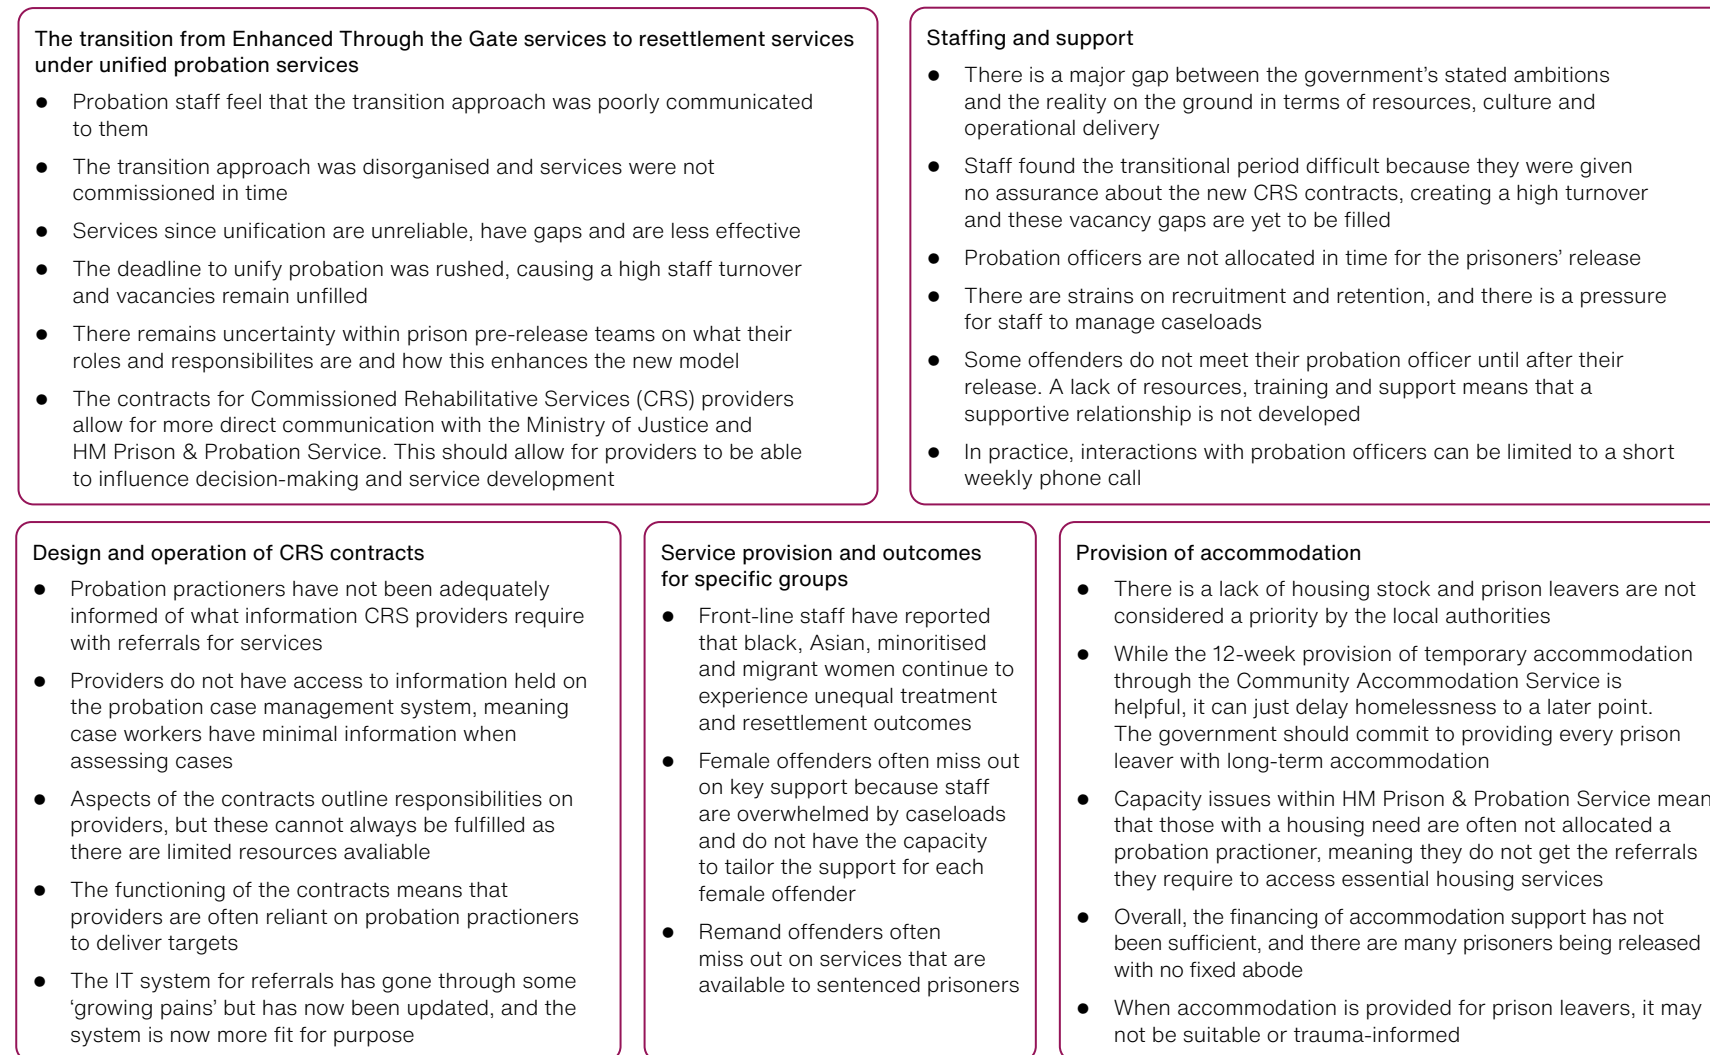 The transition from Enhanced Through the Gate services to resettlement services
under unified probation services
● Probation staff feel that the transition approach was poorly communicated
to them
● The transition approach was disorganised and services were not
commissioned in time
● Services since unification are unreliable, have gaps and are less effective
● The deadline to unify probation was rushed, causing a high staff turnover
and vacancies remain unfilled
● There remains uncertainty within prison pre-release teams on what their
roles and responsibilites are and how this enhances the new model
● The contracts for Commissioned Rehabilitative Services (CRS) providers
allow for more direct communication with the Ministry of Justice and
HM Prison & Probation Service. This should allow for providers to be able
to influence decision-making and service development
Staffing and support
● There is a major gap between the government's stated ambitions
and the reality on the ground in terms of resources, culture and
operational delivery
● Staff found the transitional period difficult because they were given
no assurance about the new CRS contracts, creating a high turnover
and these vacancy gaps are yet to be filled
● Probation officers are not allocated in time for the prisoners' release
● There are strains on recruitment and retention, and there is a pressure
for staff to manage caseloads
● Some offenders do not meet their probation officer until after their
release. A lack of resources, training and support means that a
supportive relationship is not developed
● In practice, interactions with probation officers can be limited to a short
weekly phone call
Design and operation of CRS contracts
● Probation practioners have not been adequately
informed of what information CRS providers require
with referrals for services
● Providers do not have access to information held on
the probation case management system, meaning
case workers have minimal information when
assessing cases
● Aspects of the contracts outline responsibilities on
providers, but these cannot always be fulfilled as
there are limited resources avaliable
● The functioning of the contracts means that
providers are often reliant on probation practioners
to deliver targets
● The IT system for referrals has gone through some
'growing pains' but has now been updated, and the
system is now more fit for purpose
Service provision and outcomes
for specific groups
● Front-line staff have reported
that black, Asian, minoritised
and migrant women continue to
experience unequal treatment
and resettlement outcomes
● Female offenders often miss out
on key support because staff
are overwhelmed by caseloads
and do not have the capacity
to tailor the support for each
female offender
● Remand offenders often
miss out on services that are
available to sentenced prisoners
Provision of accommodation
● There is a lack of housing stock and prison leavers are not
considered a priority by the local authorities
● While the 12-week provision of temporary accommodation
through the Community Accommodation Service is
helpful, it can just delay homelessness to a later point.
The government should commit to providing every prison
leaver with long-term accommodation
● Capacity issues within HM Prison & Probation Service mean
that those with a housing need are often not allocated a
probation practioner, meaning they do not get the referrals
they require to access essential housing services
● Overall, the financing of accommodation support has not
been sufficient, and there are many prisoners being released
with no fixed abode
● When accommodation is provided for prison leavers, it may
not be suitable or trauma-informed